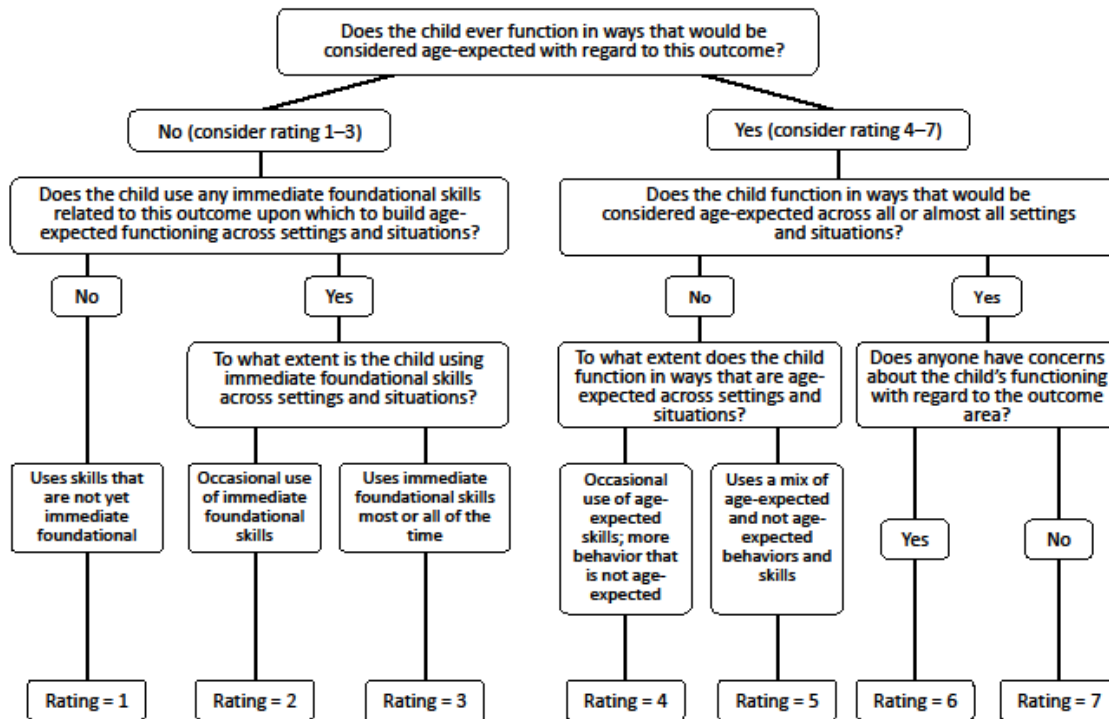 Does the child ever function in ways that would be
considered age-expected with regard to this outcome?
No (consider rating 1–3)
Yes (consider rating 4–7)
Does the child use any immediate foundational skills
related to this outcome upon which to build age-
expected functioning across settings and situations?
Does the child function in ways that would be
considered age-expected across all or almost all settings
and situations?
No
Yes
No
Yes
To what extent is the child using
immediate foundational skills
across settings and situations?
To what extent does the child
function in ways that are age-
expected across settings and
situations?
Does anyone have concerns
about the child's functioning
with regard to the outcome
area?
Uses skills that
are not yet
immediate
foundational
Occasional use
of immediate
foundational
skills
Uses immediate
foundational skills
most or all of the
time
Occasional
use of age-
expected
skills; more
behavior that
is not age-
expected
Uses a mix of
age-expected
and not age-
expected
behaviors and
skills
Yes
No
Rating = 1
Rating = 2
Rating = 3
Rating = 4
Rating = 5
Rating = 6
Rating = 7